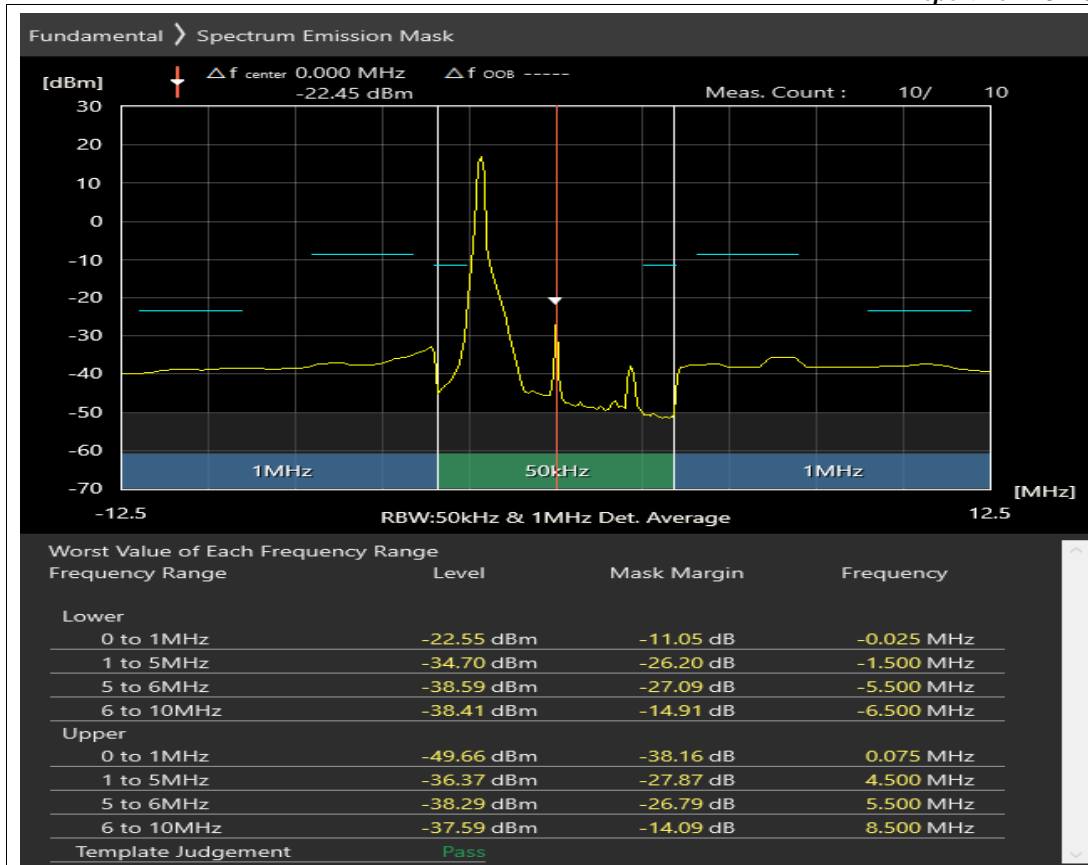 Fundamental 〉 Spectrum Emission Mask
[dBm]
△ f center 0.000 MHz △ f OOB -----
-22.45 dBm Meas. Count : 10/ 10
30
20
10
0
-10
-20
-30
-40
-50
-60
-70
1MHz 50kHz 1MHz
[MHz]
-12.5 RBW:50kHz & 1MHz Det. Average 12.5
Worst Value of Each Frequency Range
Frequency Range Level Mask Margin Frequency
Lower
0 to 1MHz -22.55 dBm -11.05 dB -0.025 MHz
1 to 5MHz -34.70 dBm -26.20 dB -1.500 MHz
5 to 6MHz -38.59 dBm -27.09 dB -5.500 MHz
6 to 10MHz -38.41 dBm -14.91 dB -6.500 MHz
Upper
0 to 1MHz -49.66 dBm -38.16 dB 0.075 MHz
1 to 5MHz -36.37 dBm -27.87 dB 4.500 MHz
5 to 6MHz -38.29 dBm -26.79 dB 5.500 MHz
6 to 10MHz -37.59 dBm -14.09 dB 8.500 MHz
Template Judgement Pass